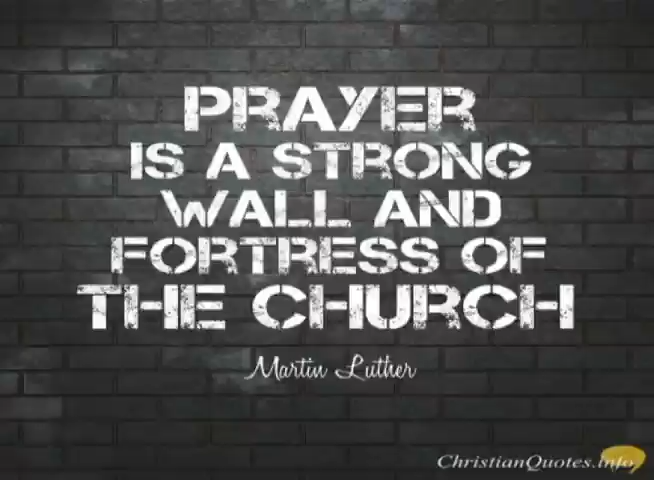 PRAYER
IS A STRONG
WALL AND
FORTRESS OF
THE CHURCH
Martin Luther
ChristianQuotes.info